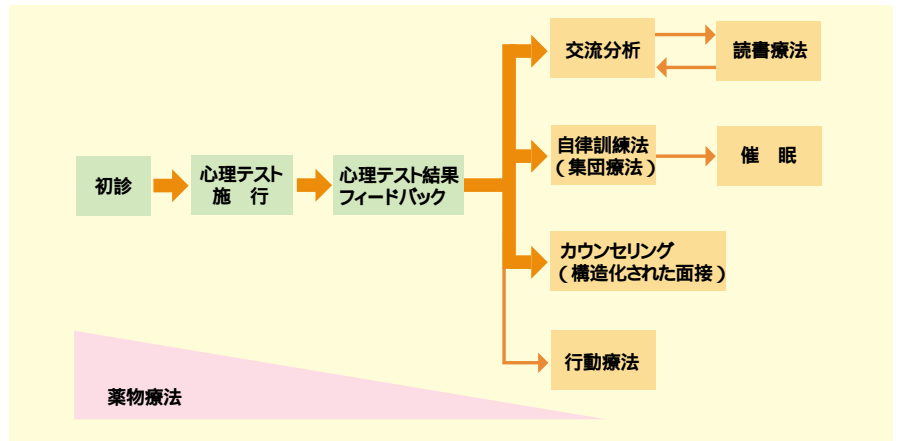 初診
心理テスト
施　行
心理テスト結果
フィードバック
交流分析
読書療法
自律訓練法
（集団療法）
催　眠
カウンセリング
（構造化された面接）
行動療法
薬物療法